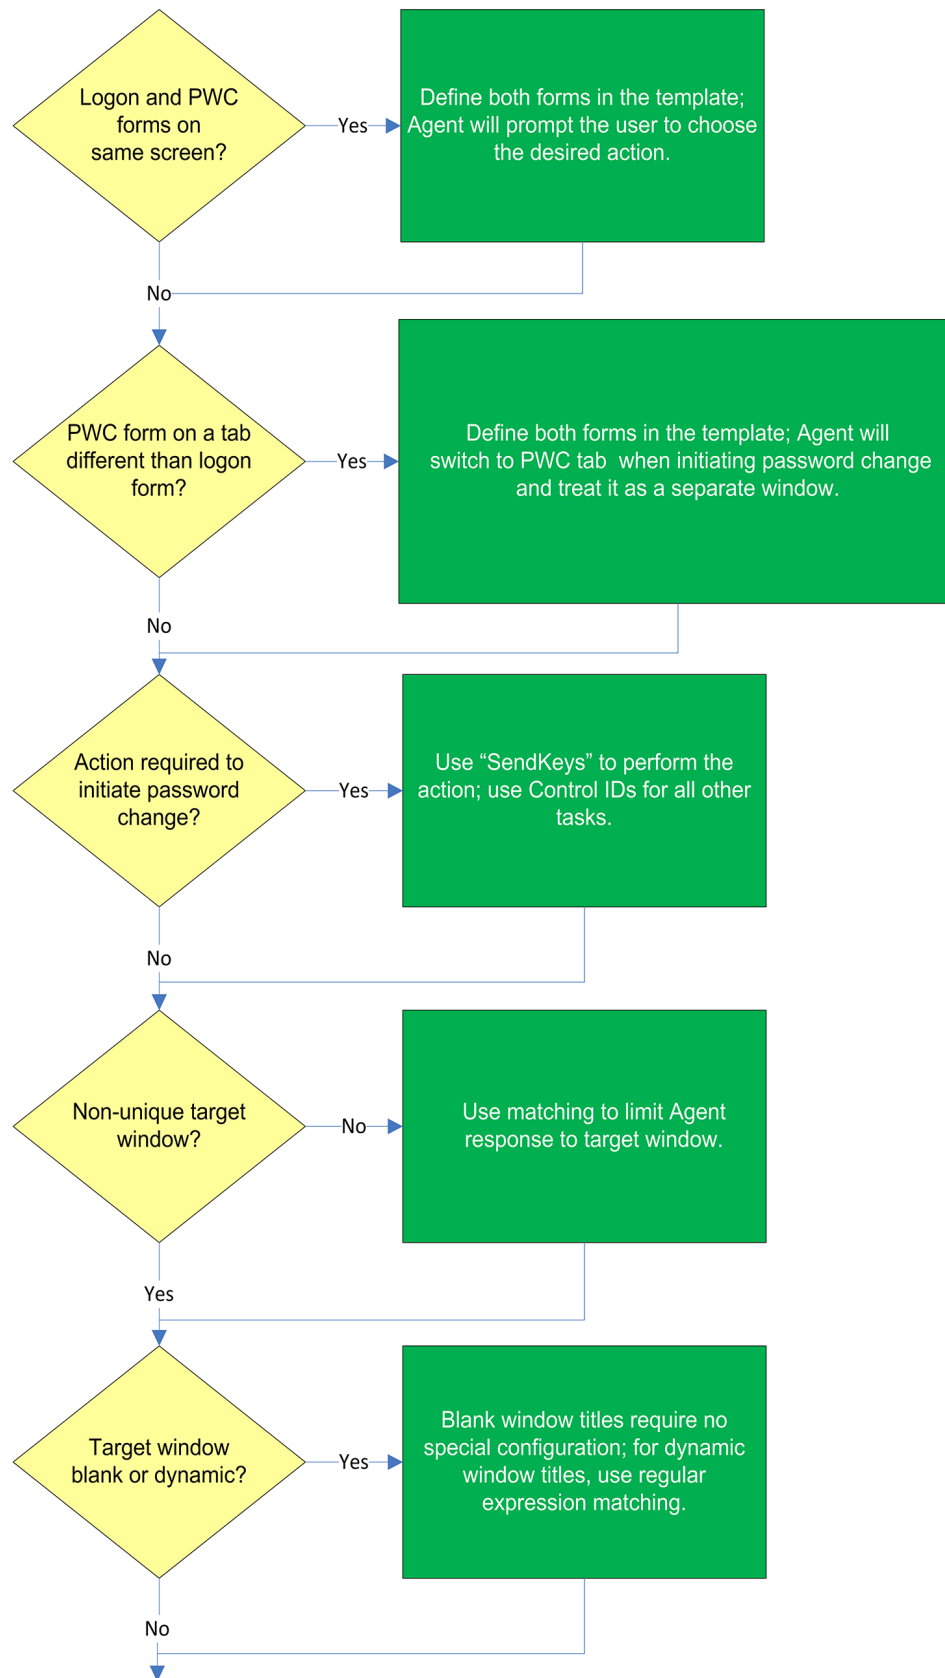 Logon and PWC
forms on
same screen?
Yes
Define both forms in the template;
Agent will prompt the user to choose
the desired action.
No
PWC form on a tab
different than logon
form?
Yes
Define both forms in the template; Agent will
switch to PWC tab when initiating password change
and treat it as a separate window.
No
Action required to
initiate password
change?
Yes
Use “SendKeys” to perform the
action; use Control IDs for all other
tasks.
No
Non-unique target
window?
No
Use matching to limit Agent
response to target window.
Yes
Target window
blank or dynamic?
Yes
Blank window titles require no
special configuration; for dynamic
window titles, use regular
expression matching.
No